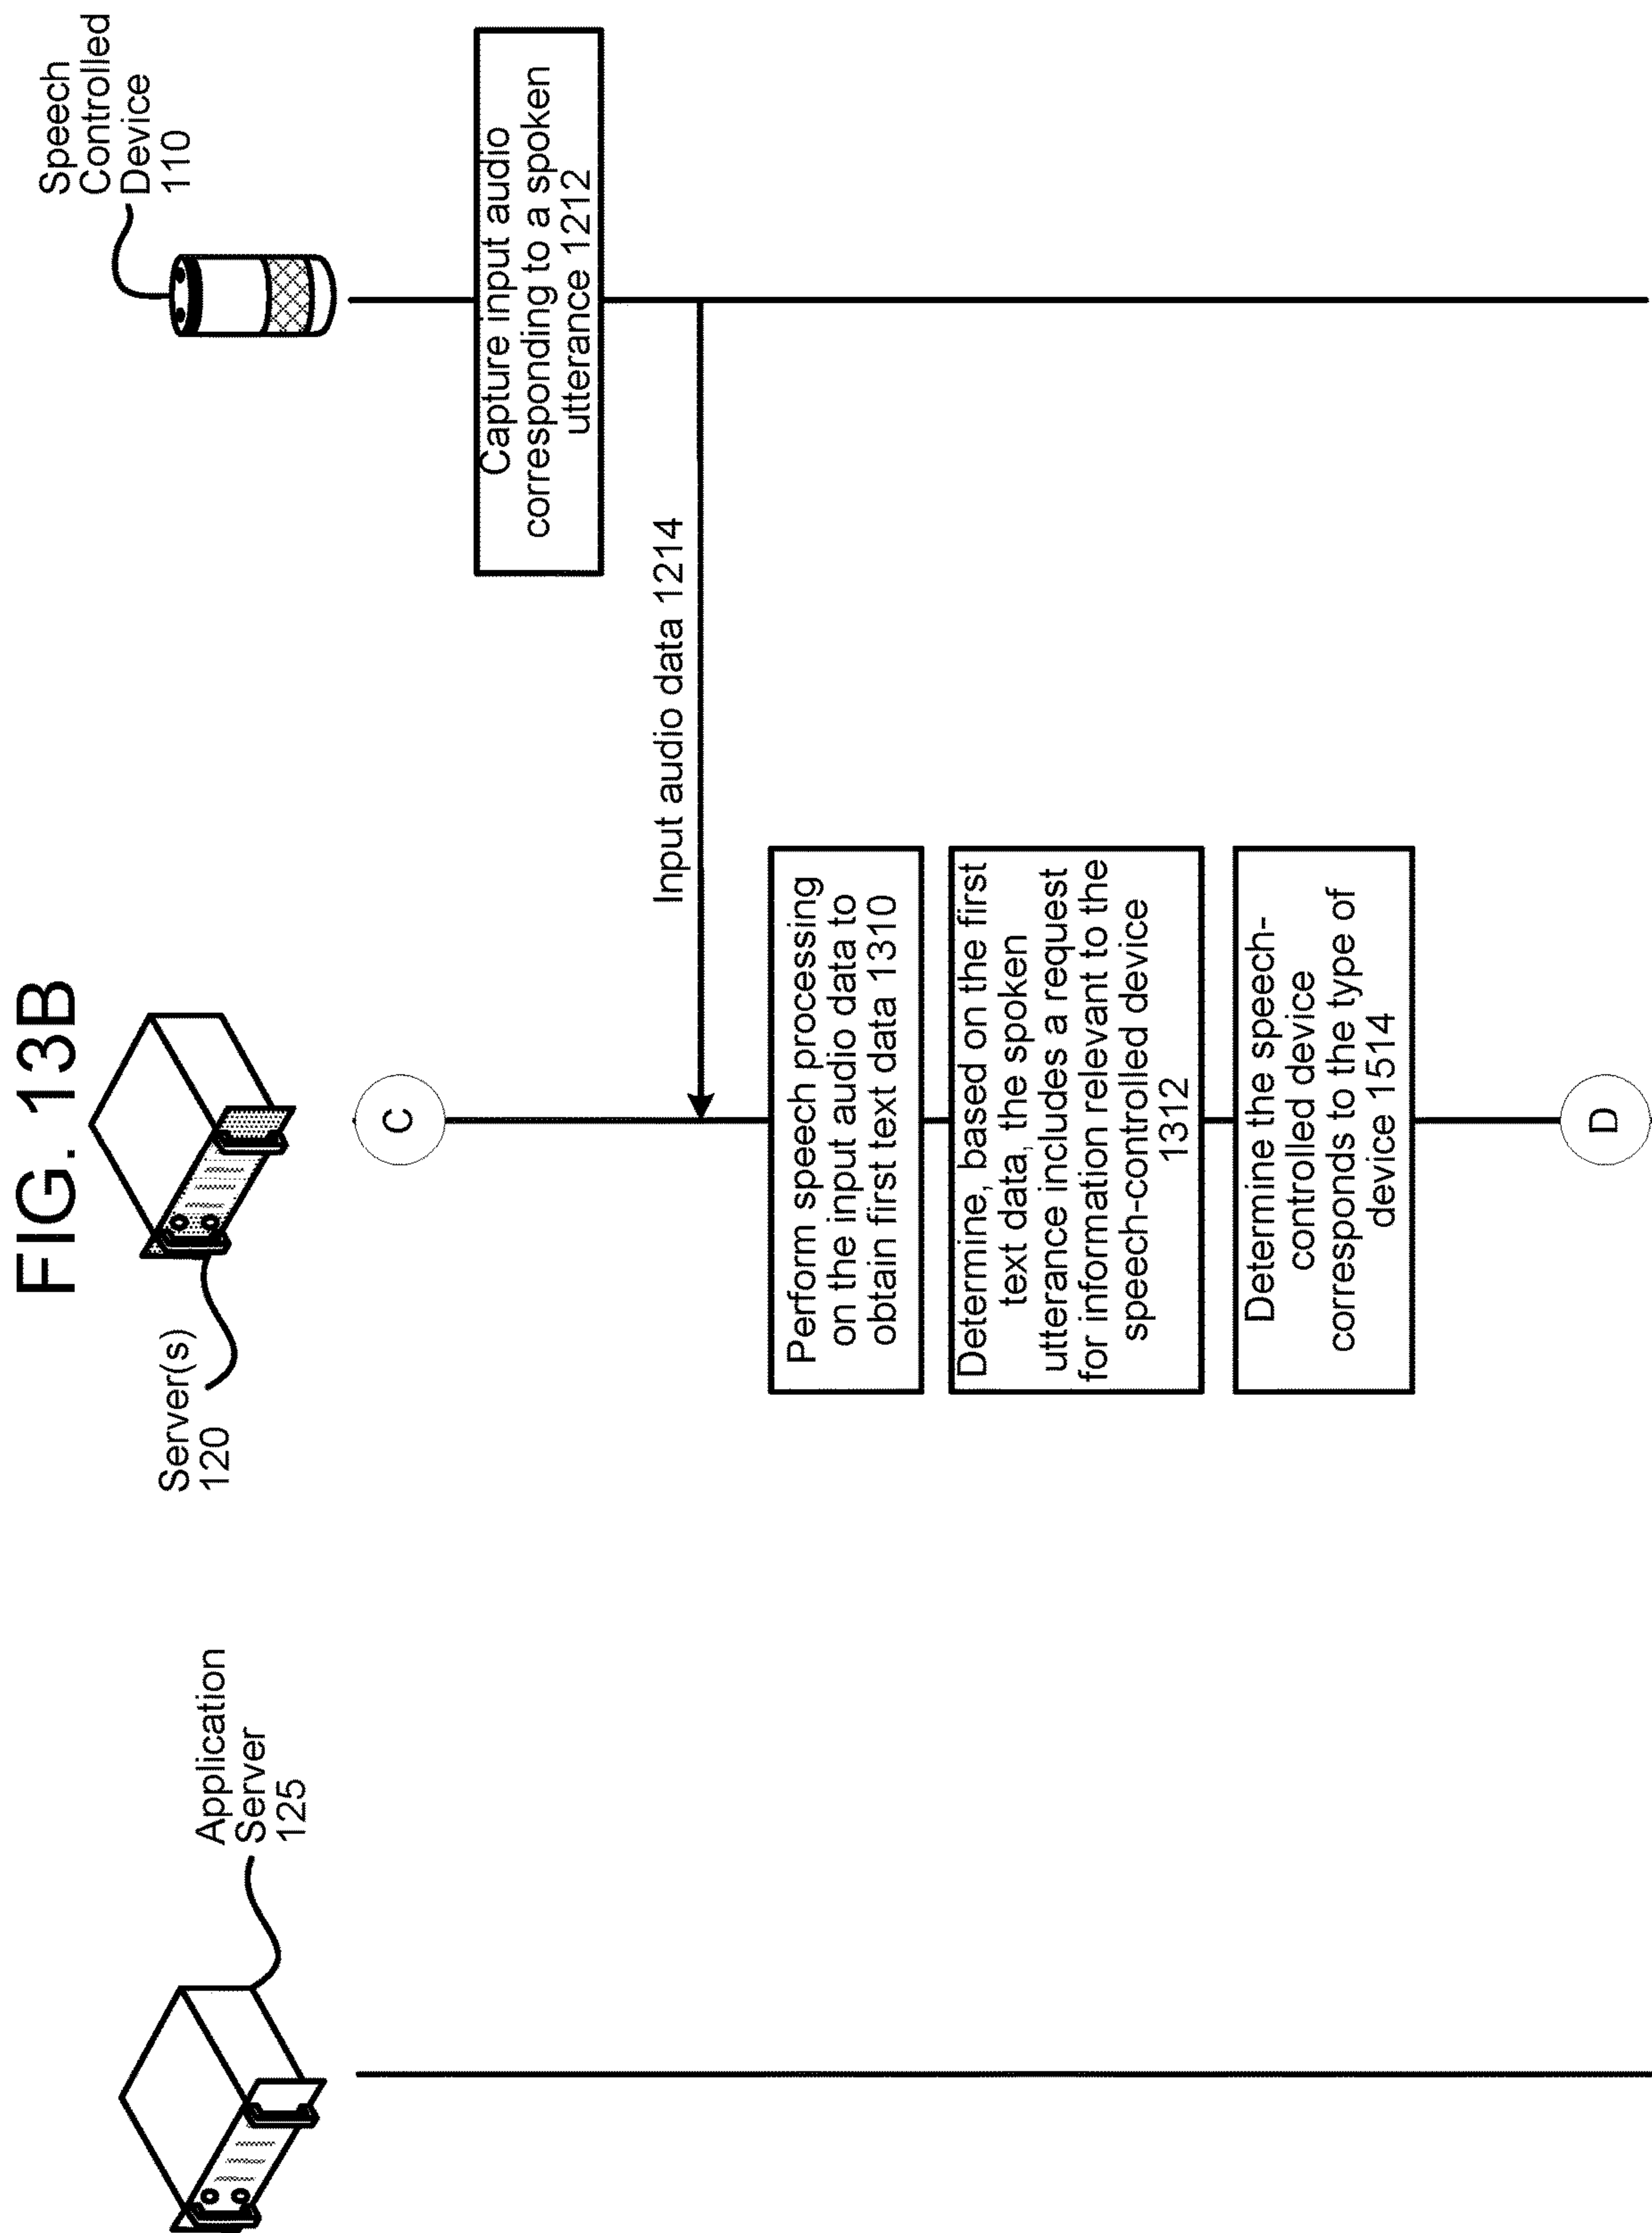 FIG. 13B
Application
Server
125
Server(s)
120
Speech
Controlled
Device
110
C
Capture input audio
corresponding to a spoken
utterance 1212
Input audio data 1214
Perform speech processing
on the input audio data to
obtain first text data 1310
Determine, based on the first
text data, the spoken
utterance includes a request
for information relevant to the
speech-controlled device
1312
Determine the speech-
controlled device
corresponds to the type of
device 1514
D